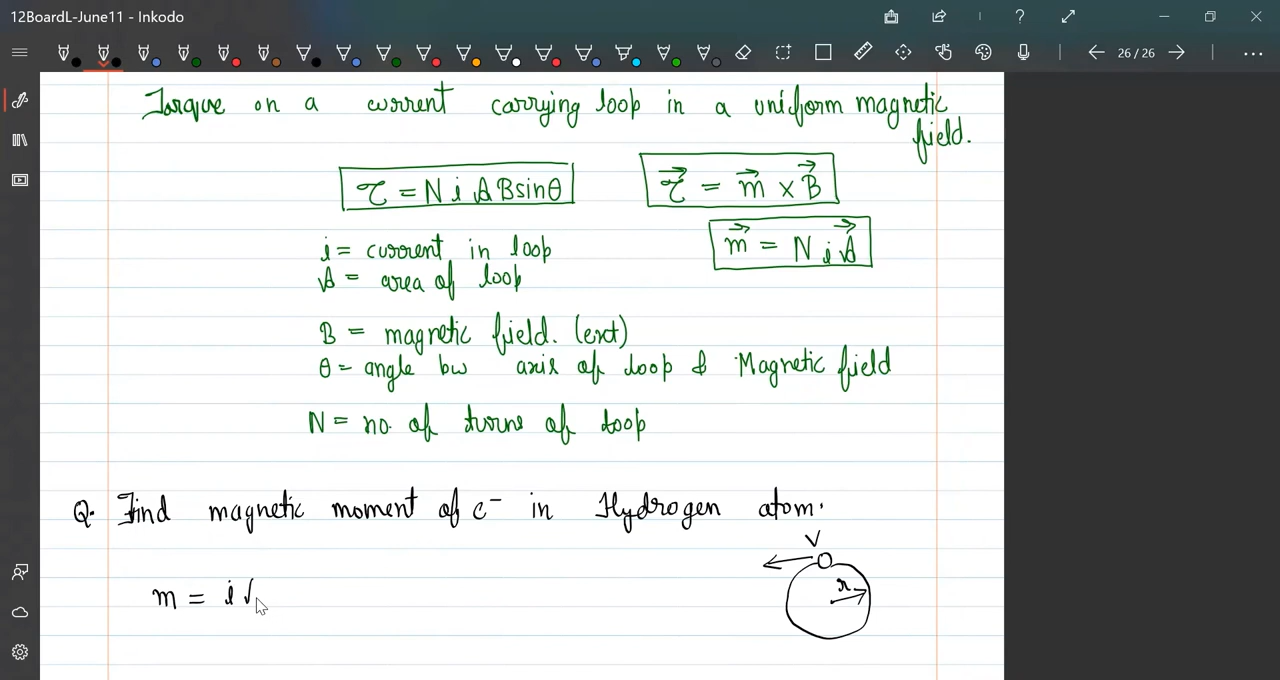 12BoardL-June11 - Inkodo
26 / 26
Torque on a current carrying loop in a uniform magnetic field.
τ = N i A B sinθ
τ⃗ = m⃗ × B⃗
m⃗ = N i A⃗
i = current in loop
A = area of loop
B = magnetic field. (ext)
θ = angle bw axis of loop & Magnetic field
N = no. of turns of loop
Q. Find magnetic moment of e⁻ in Hydrogen atom.
V
r
m = i